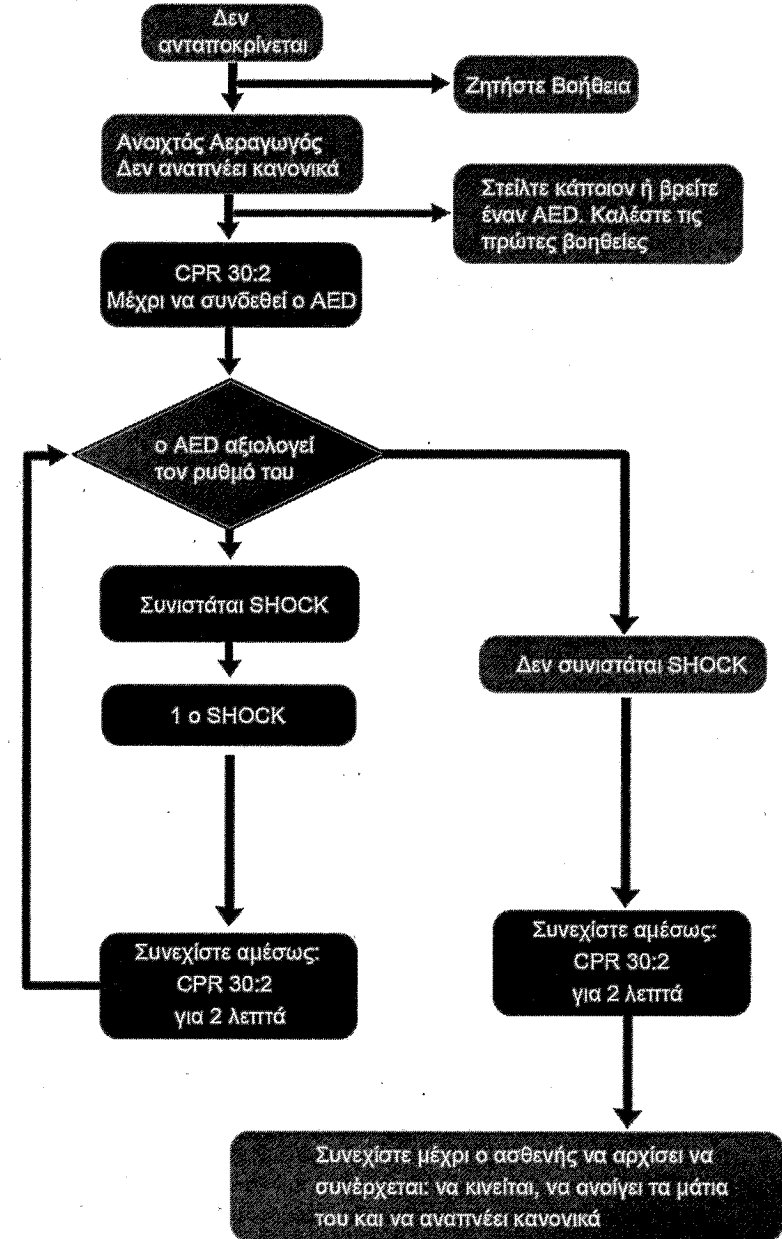 Δεν
ανταποκρίνεται
Ζητήστε Βοήθεια
Ανοιχτός Αεραγωγός
Δεν αναπνέει κανονικά
Στείλτε κάποιον ή βρείτε
έναν AED. Καλέστε τις
πρώτες βοηθείες
CPR 30:2
Μέχρι να συνδεθεί ο AED
ο AED αξιολογεί
τον ρυθμό του
Συνιστάται SHOCK
Δεν συνιστάται SHOCK
1 ο SHOCK
Συνεχίστε αμέσως:
CPR 30:2
για 2 λεπτά
Συνεχίστε αμέσως:
CPR 30:2
για 2 λεπτά
Συνεχίστε μέχρι ο ασθενής να αρχίσει να
συνέρχεται: να κινείται, να ανοίγει τα μάτια
του και να αναπνέει κανονικά